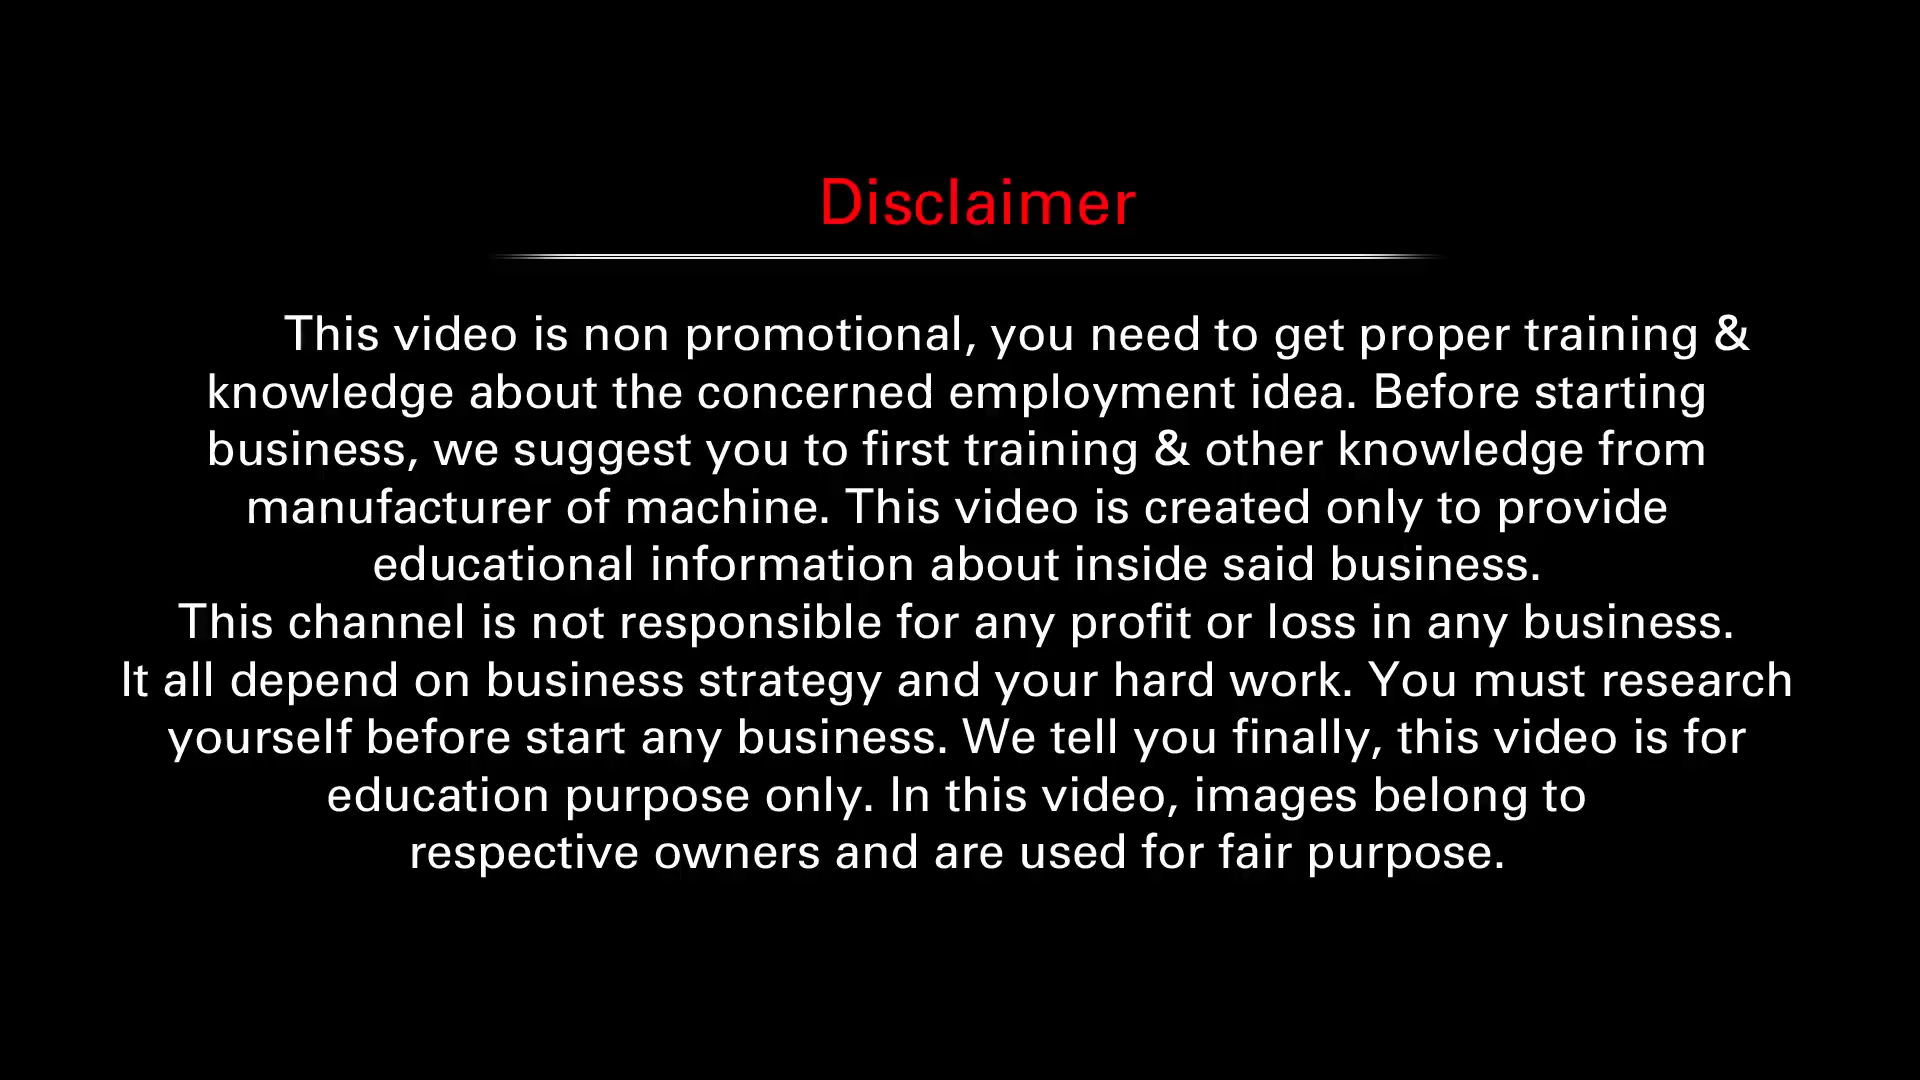 Disclaimer
This video is non promotional, you need to get proper training &
knowledge about the concerned employment idea. Before starting
business, we suggest you to first training & other knowledge from
manufacturer of machine. This video is created only to provide
educational information about inside said business.
This channel is not responsible for any profit or loss in any business.
It all depend on business strategy and your hard work. You must research
yourself before start any business. We tell you finally, this video is for
education purpose only. In this video, images belong to
respective owners and are used for fair purpose.